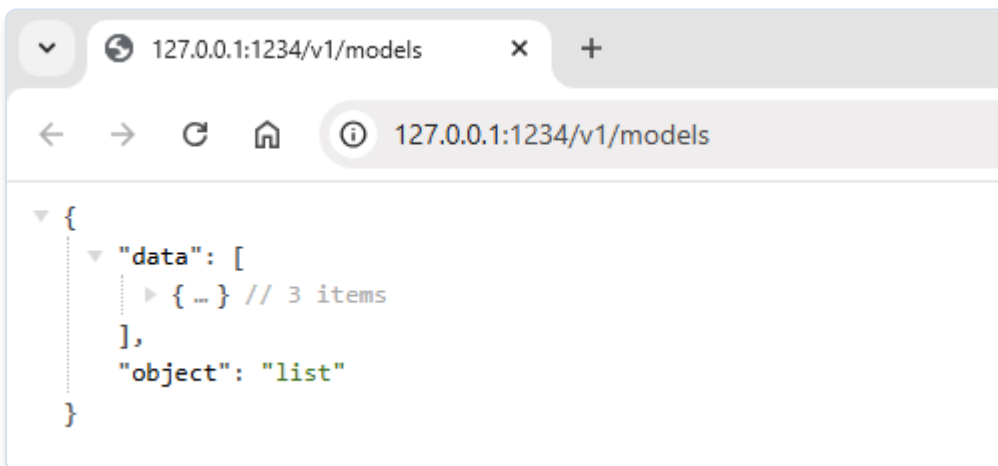 127.0.0.1:1234/v1/models
127.0.0.1:1234/v1/models
{
"data": [
{ … } // 3 items
],
"object": "list"
}